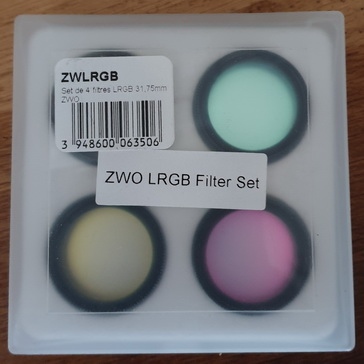 ZWLRGB
Set de 4 filtres LRGB 31,75mm
ZWO
3 948600 063506
ZWO LRGB Filter Set